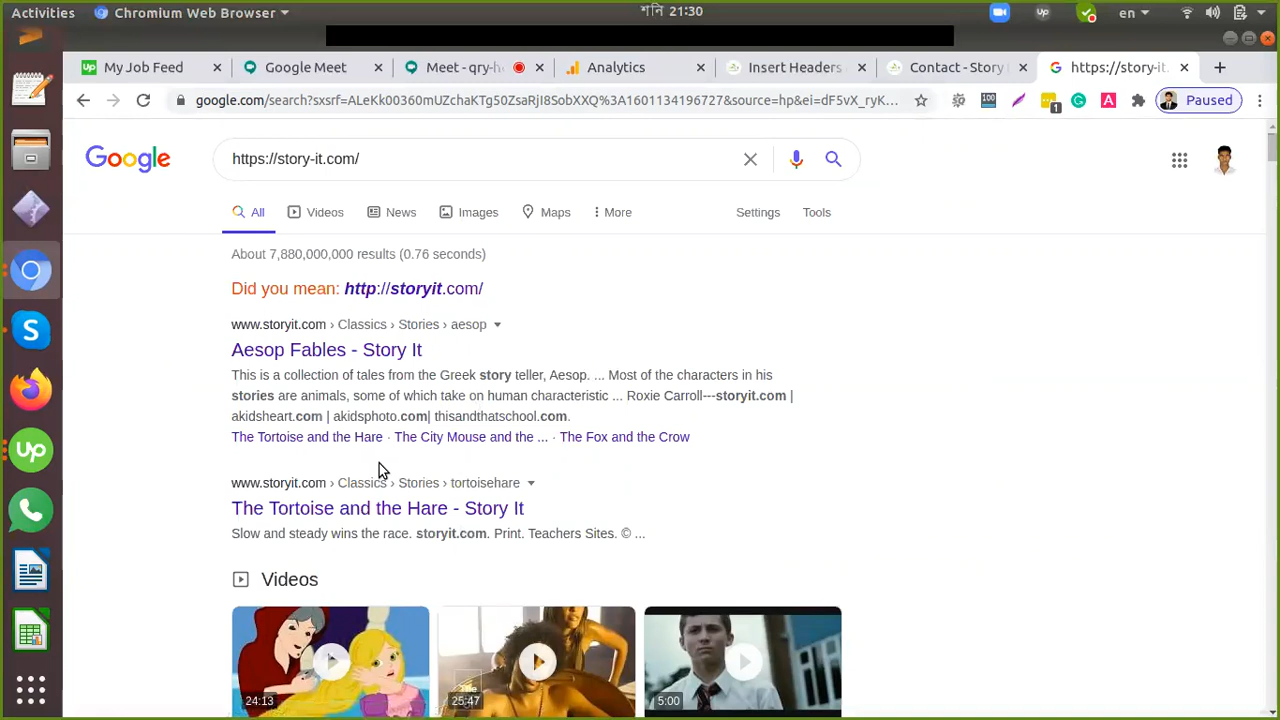 Activities Chromium Web Browser শনি 21:30 en
My Job Feed Google Meet Meet - qry-h Analytics Insert Headers Contact - Story ( https://story-it.
google.com/search?sxsrf=ALeKk00360mUZchaKTg50ZsaRJI8SobXXQ%3A1601134196727&source=hp&ei=dF5vX_ryK... 100 1 A Paused
Google https://story-it.com/
All Videos News Images Maps More Settings Tools
About 7,880,000,000 results (0.76 seconds)
Did you mean: http://storyit.com/
www.storyit.com › Classics › Stories › aesop
Aesop Fables - Story It
This is a collection of tales from the Greek story teller, Aesop. ... Most of the characters in his
stories are animals, some of which take on human characteristic ... Roxie Carroll---storyit.com |
akidsheart.com | akidsphoto.com| thisandthatschool.com.
The Tortoise and the Hare · The City Mouse and the ... · The Fox and the Crow
www.storyit.com › Classics › Stories › tortoisehare
The Tortoise and the Hare - Story It
Slow and steady wins the race. storyit.com. Print. Teachers Sites. © ...
Videos
24:13 The 25:47 5:00